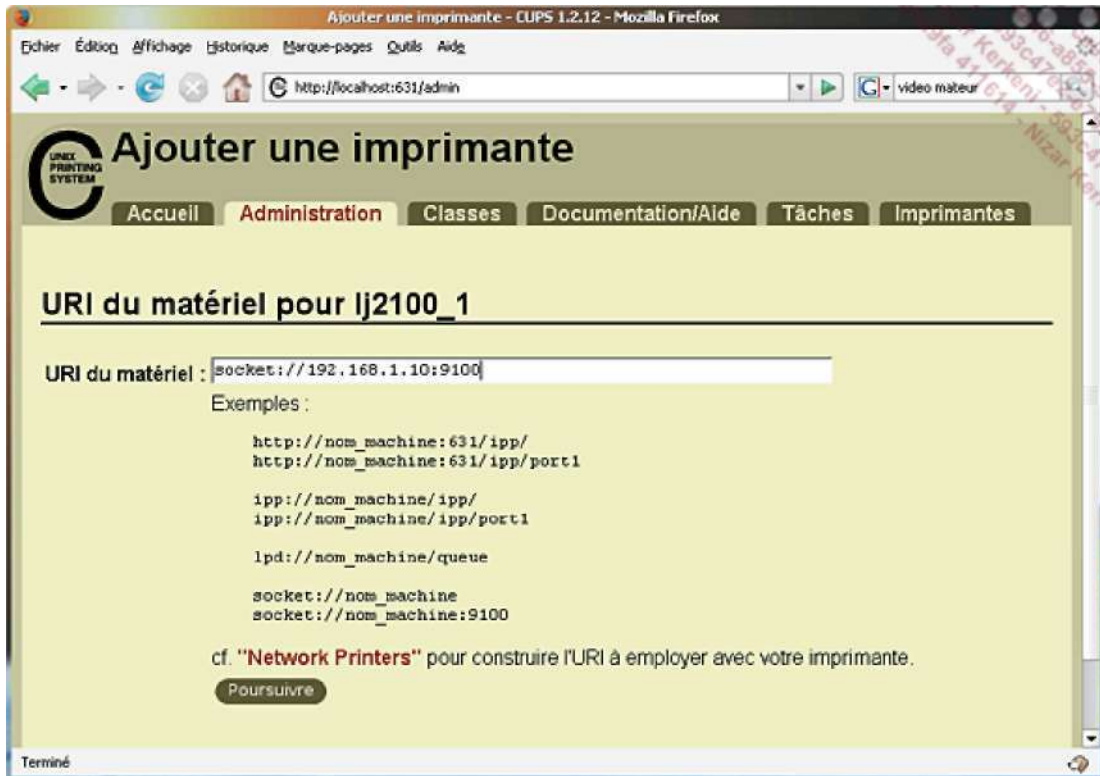 Ajouter une imprimante - CUPS 1.2.12 - Mozilla Firefox
Fichier Édition Affichage Historique Marque-pages Outils Aide
http://localhost:631/admin
G video mateur
UNIX
PRINTING
SYSTEM
Ajouter une imprimante
Accueil Administration Classes Documentation/Aide Tâches Imprimantes
URI du matériel pour lj2100_1
URI du matériel : socket://192.168.1.10:9100
Exemples :
http://nom_machine:631/ipp/
http://nom_machine:631/ipp/port1
ipp://nom_machine/ipp/
ipp://nom_machine/ipp/port1
lpd://nom_machine/queue
socket://nom_machine
socket://nom_machine:9100
cf. "Network Printers" pour construire l'URI à employer avec votre imprimante.
Poursuivre
Terminé